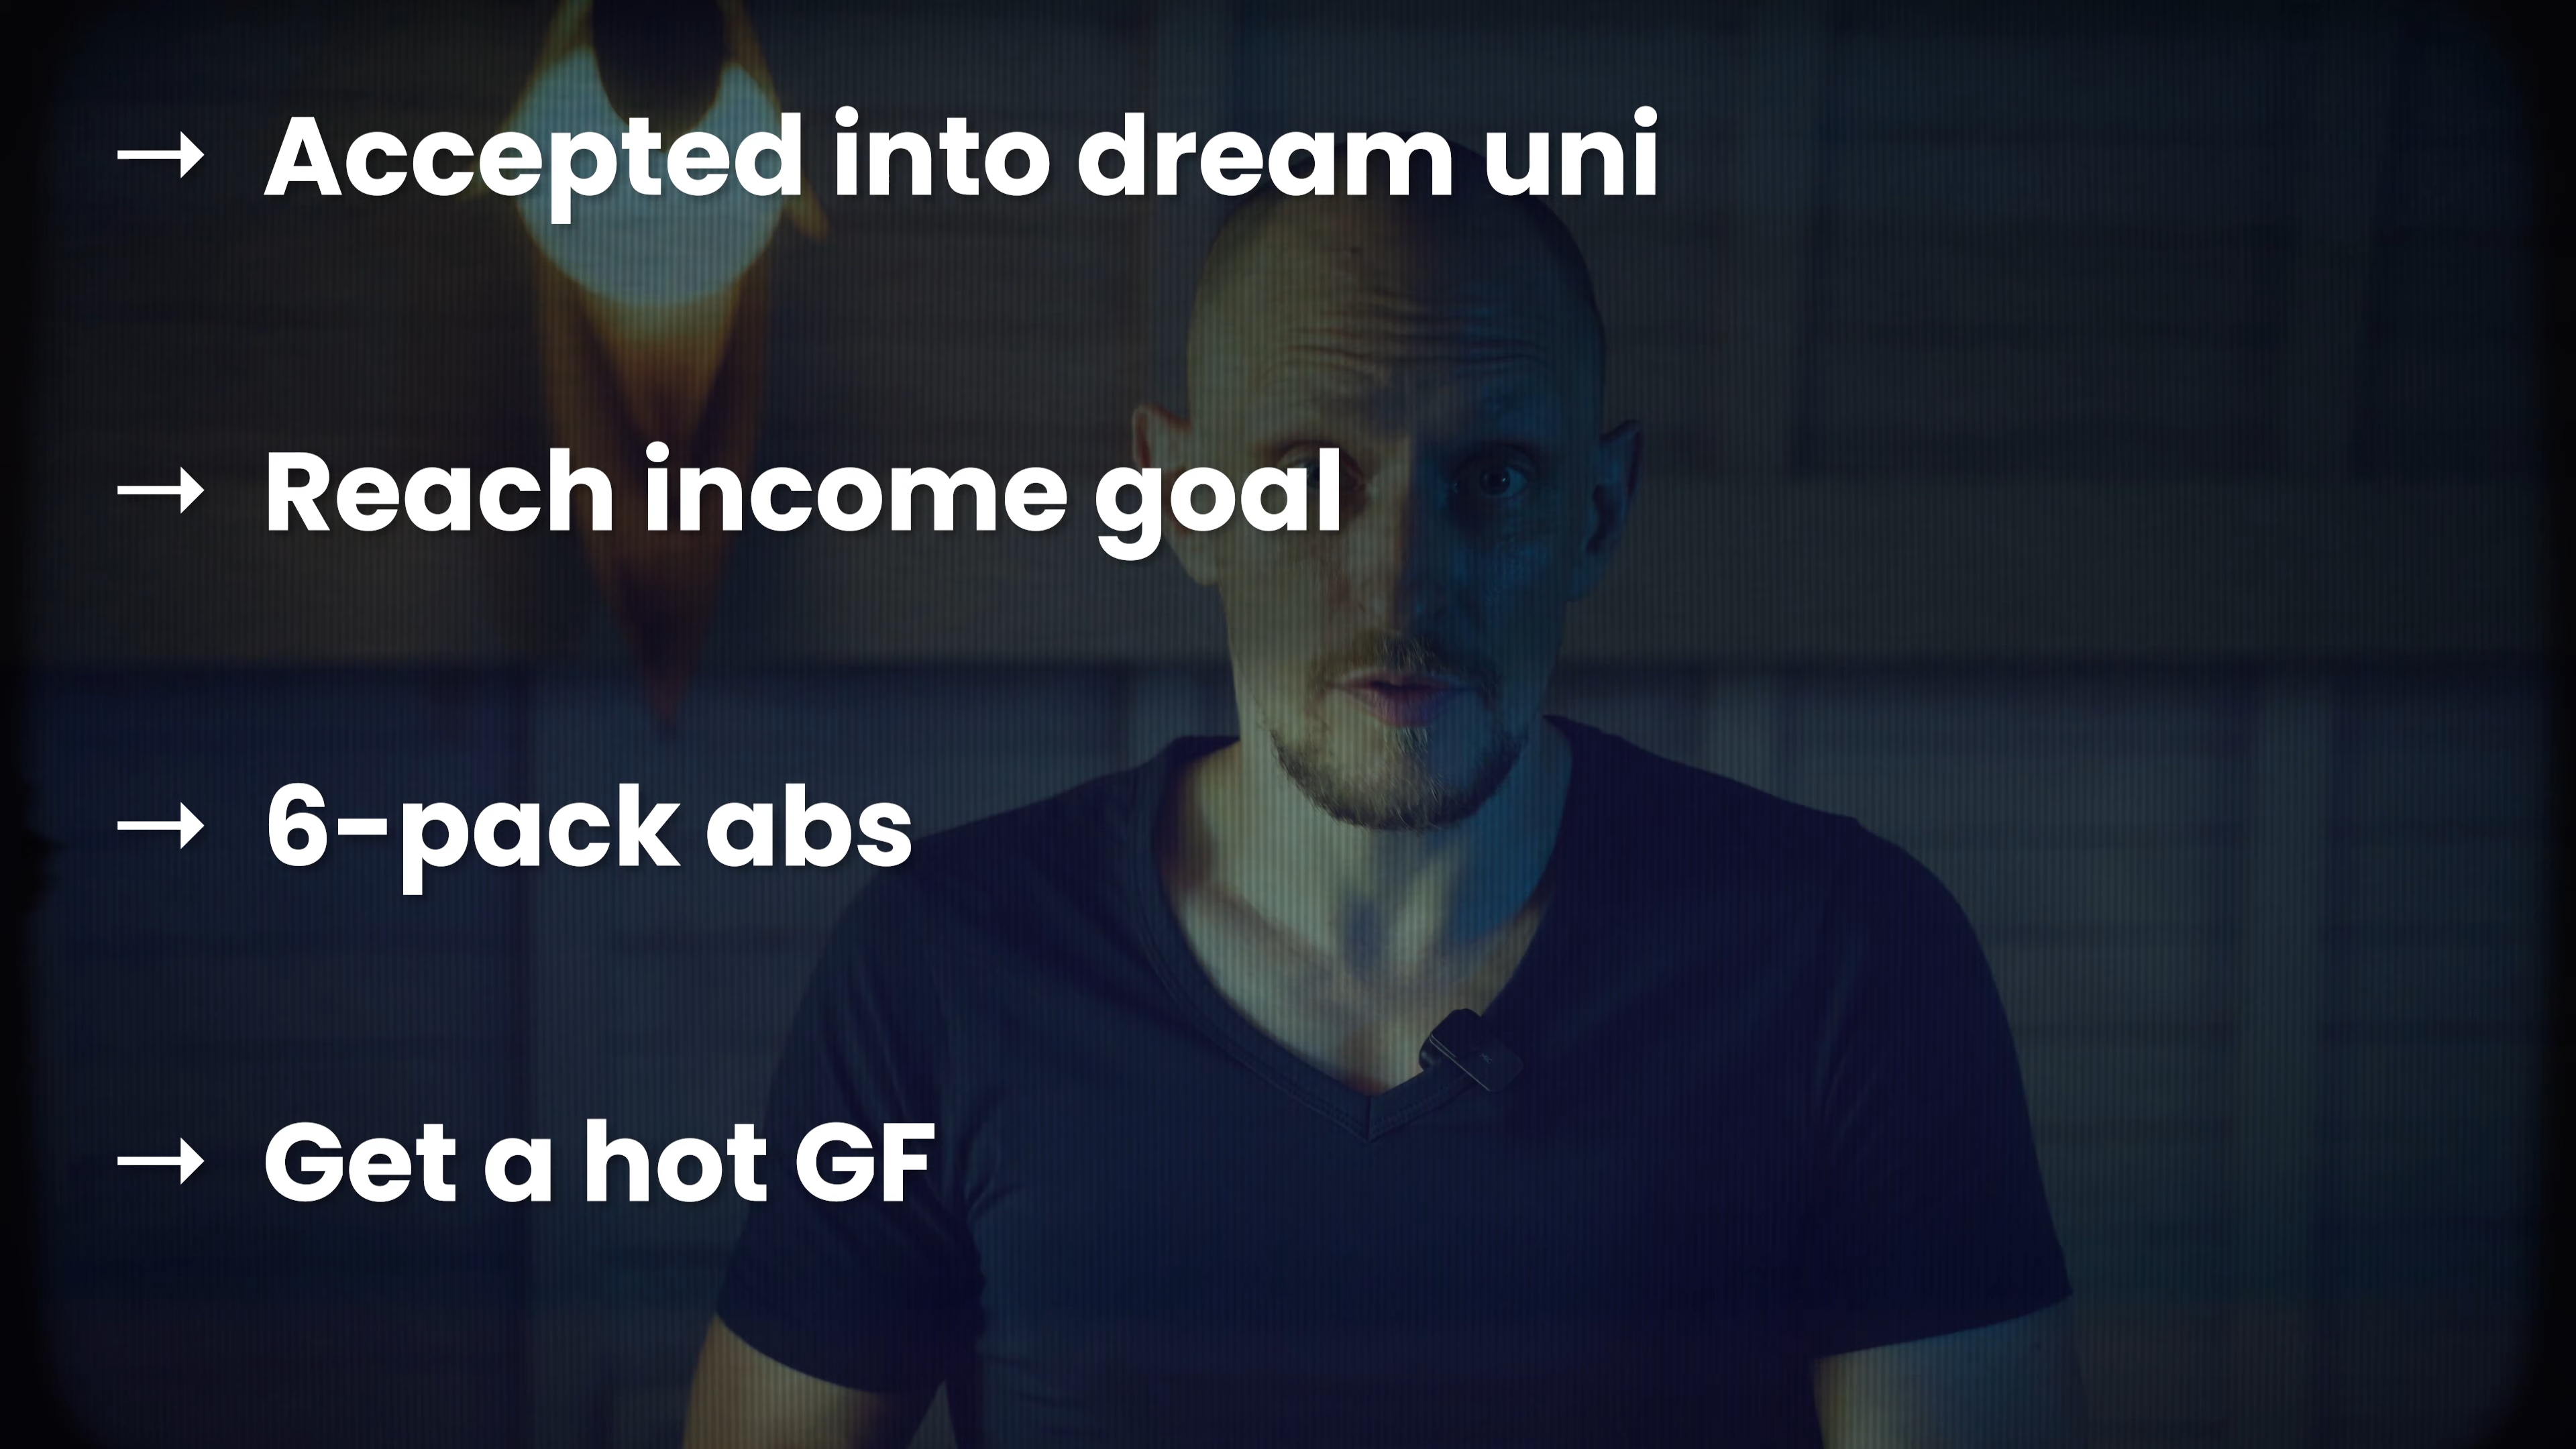 → Accepted into dream uni
→ Reach income goal
→ 6-pack abs
→ Get a hot GF